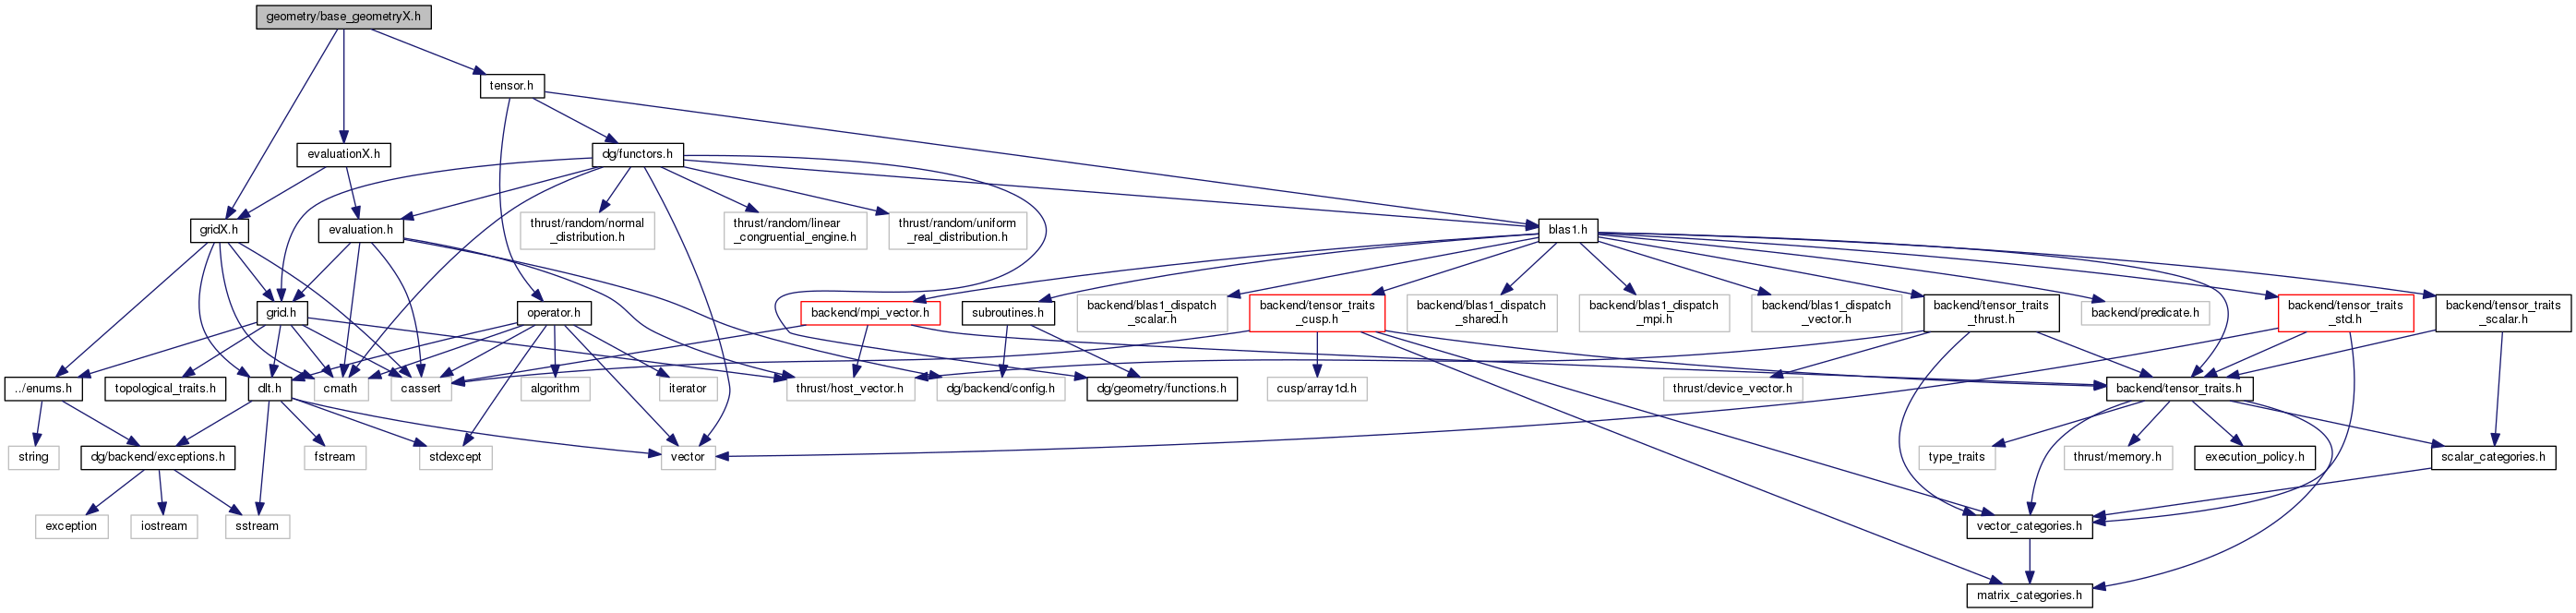 geometry/base_geometryX.h
tensor.h
evaluationX.h
dg/functors.h
gridX.h
evaluation.h
thrust/random/normal
_distribution.h
thrust/random/linear
_congruential_engine.h
thrust/random/uniform
_real_distribution.h
blas1.h
grid.h
operator.h
backend/mpi_vector.h
subroutines.h
backend/blas1_dispatch
_scalar.h
backend/tensor_traits
_cusp.h
backend/blas1_dispatch
_shared.h
backend/blas1_dispatch
_mpi.h
backend/blas1_dispatch
_vector.h
backend/tensor_traits
_thrust.h
backend/predicate.h
backend/tensor_traits
_std.h
backend/tensor_traits
_scalar.h
.../enums.h
topological_traits.h
dlt.h
cmath
cassert
algorithm
iterator
thrust/host_vector.h
dg/backend/config.h
dg/geometry/functions.h
cusp/array1d.h
thrust/device_vector.h
backend/tensor_traits.h
string
dg/backend/exceptions.h
fstream
stdexcept
vector
type_traits
thrust/memory.h
execution_policy.h
scalar_categories.h
exception
iostream
sstream
vector_categories.h
matrix_categories.h